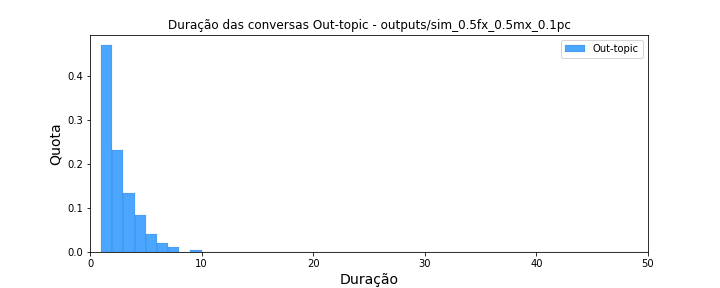 Duração das conversas Out-topic - outputs/sim_0.5fx_0.5mx_0.1pc
Out-topic
Quota
0.4
0.3
0.2
0.1
0.0
0 10 20 30 40 50
Duração